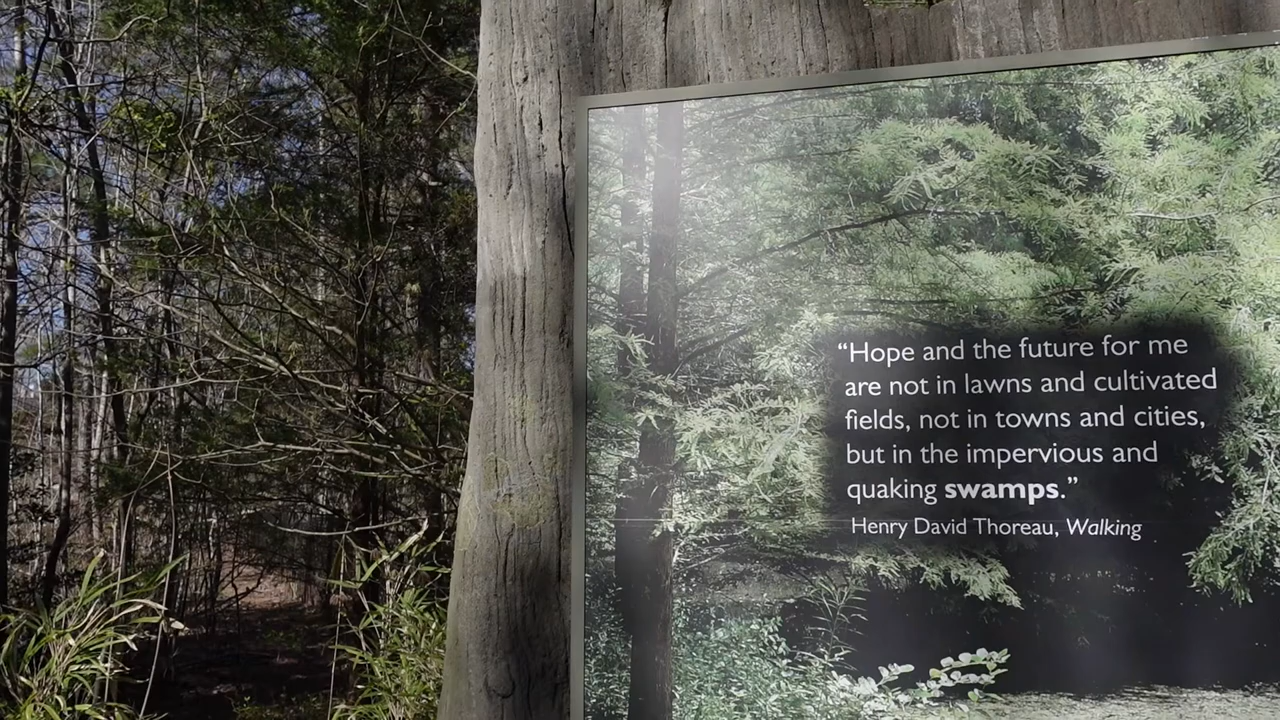 “Hope and the future for me
are not in lawns and cultivated
fields, not in towns and cities,
but in the impervious and
quaking swamps.”
Henry David Thoreau, Walking